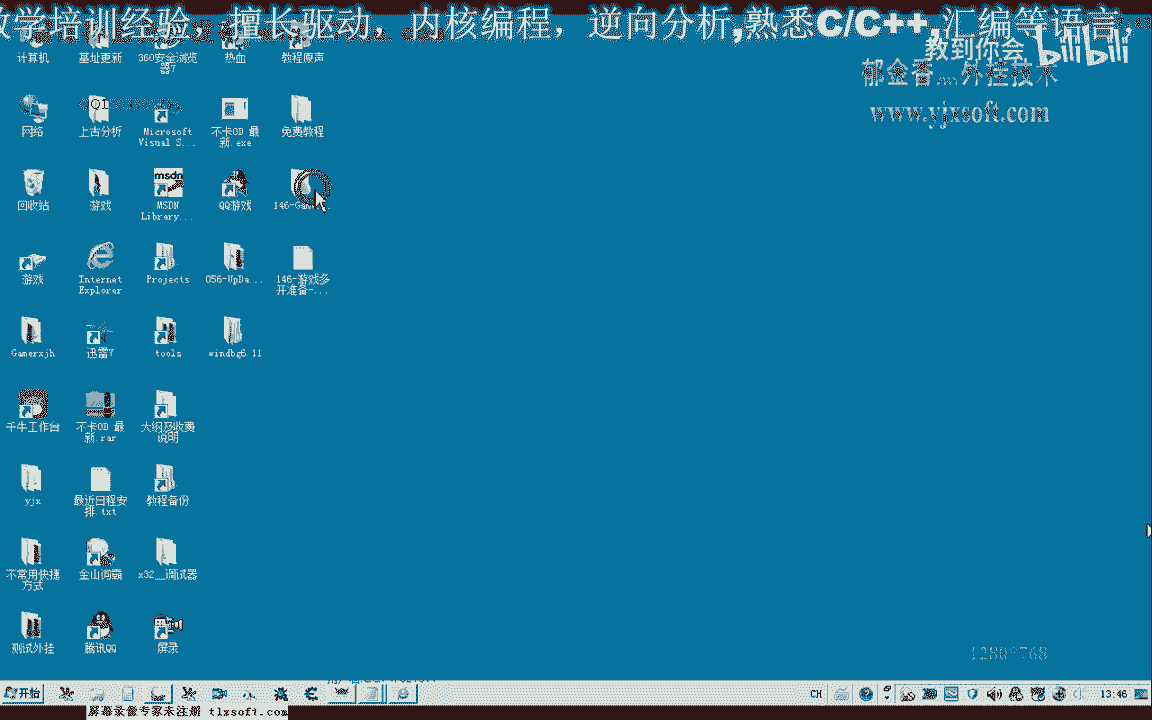 教学培训经验，擅长驱动，内核编程，逆向分析,熟悉C/C++,汇编等语言，
教到你会 bilibili
郁金香灬外挂技术
www.yjxsoft.com
计算机
基址更新
360安全浏览
器7
热血
教程原声
网络
上古分析
Microsoft
Visual S...
不卡OD 最
新.exe
免费教程
回收站
游戏
MSDN
Library...
QQ游戏
游戏
Internet
Explorer
Projects
056-UpDa...
146-游戏多
开准备-...
Gamerxjh
迅雷7
tools
windbg6.11
千牛工作台
不卡OD 最
新.rar
大纲及收费
说明
yjx
最近日程安
排.txt
教程备份
不常用快捷
方式
金山词霸
x32__调试器
测试外挂
腾讯QQ
屏录
1280*768
开始
CH
13:46
屏幕录像专家未注册 tlxsoft.com